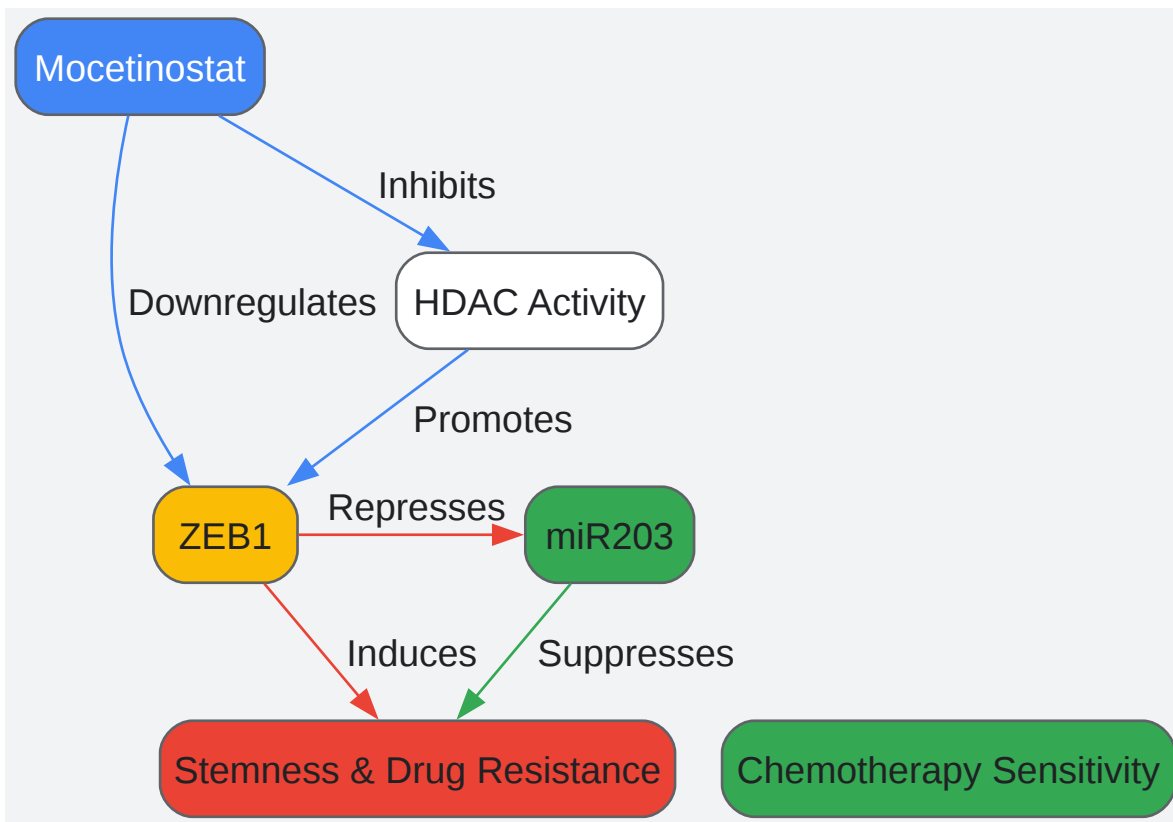 Mocetinostat
Inhibits
Downregulates
HDAC Activity
Promotes
Represses
ZEB1
miR203
Induces
Suppresses
Stemness & Drug Resistance
Chemotherapy Sensitivity